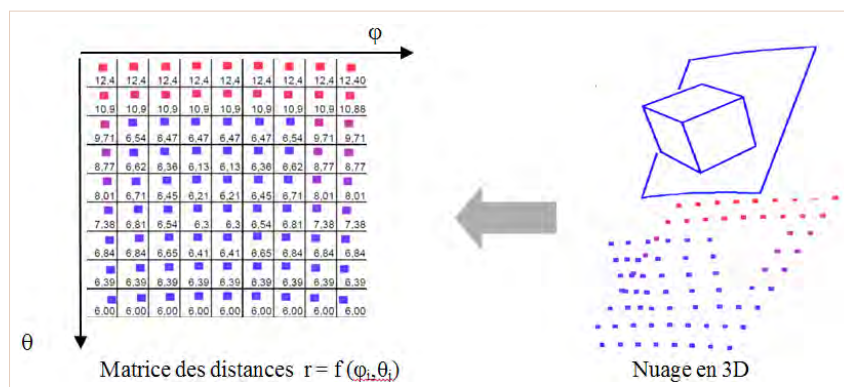 φ
12,4 12,4 12,4 12,4 12,4 12,4 12,4 12,4 12,40
10,9 10,9 10,9 10,9 10,9 10,9 10,9 10,9 10,88
9,71 6,54 6,47 6,47 6,47 6,47 6,54 9,71 9,71
8,77 6,62 6,36 6,13 6,13 6,36 6,62 8,77 8,77
8,01 6,71 6,45 6,21 6,21 6,45 6,71 8,01 8,01
7,38 6,81 6,54 6,3 6,3 6,54 6,81 7,38 7,38
6,84 6,84 6,65 6,41 6,41 6,65 6,84 6,84 6,84
6,39 6,39 6,39 6,39 6,39 6,39 6,39 6,39 6,39
6,00 6,00 6,00 6,00 6,00 6,00 6,00 6,00 6,00
θ
Matrice des distances r = f (φi,θi)
Nuage en 3D